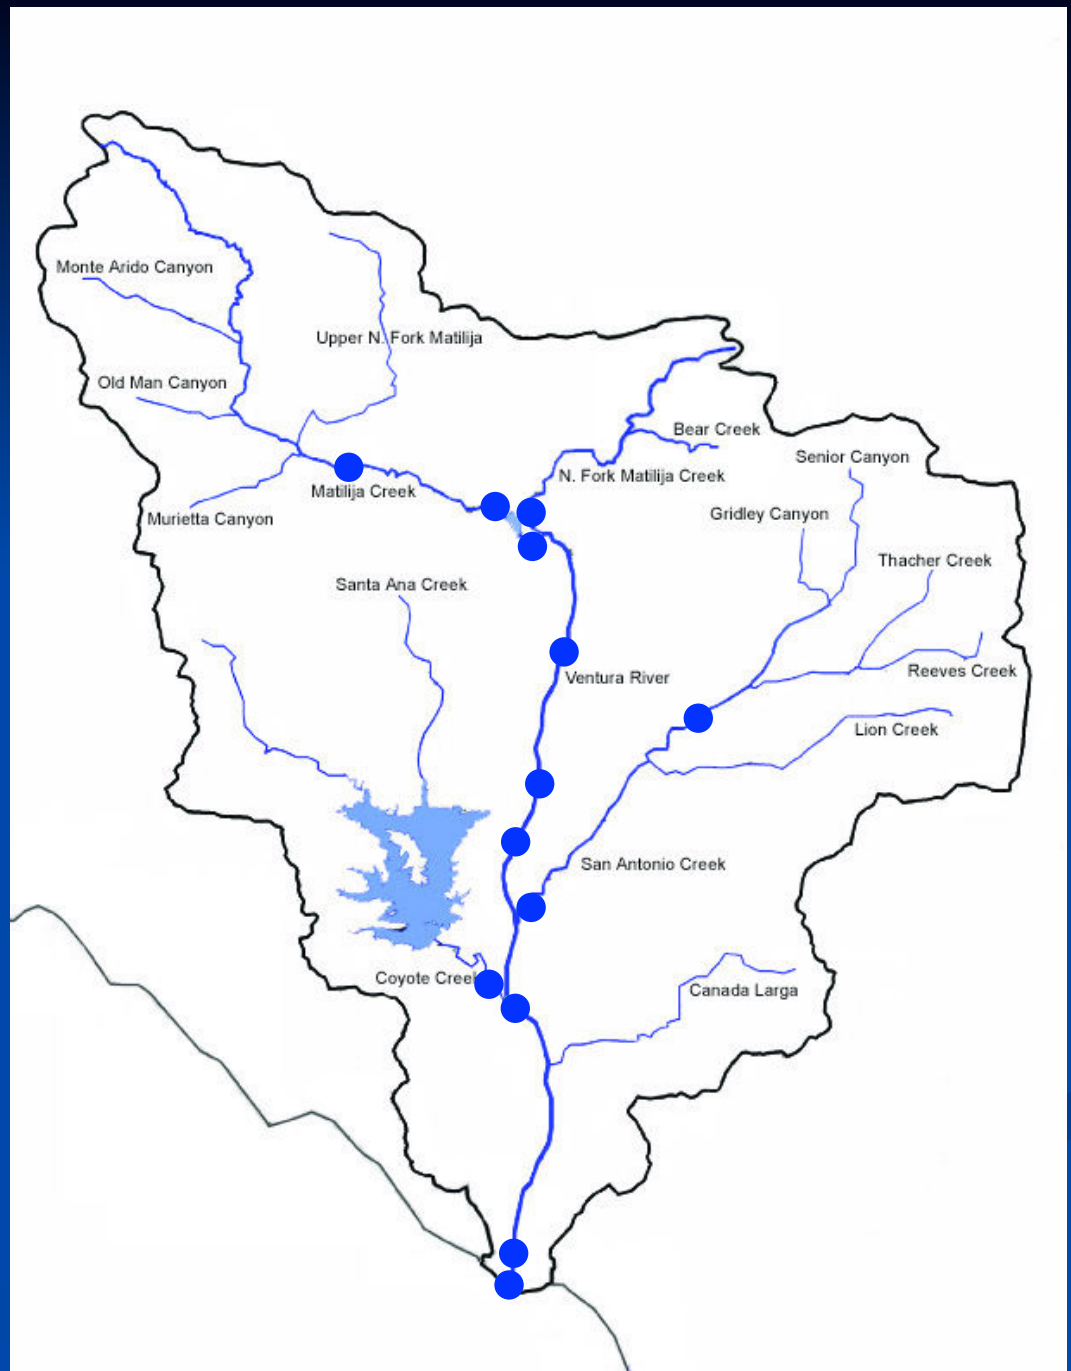 Monte Arido Canyon
Upper N. Fork Matilija
Old Man Canyon
Bear Creek
Senior Canyon
N. Fork Matilija Creek
Matilija Creek
Gridley Canyon
Murietta Canyon
Thacher Creek
Santa Ana Creek
Reeves Creek
Ventura River
Lion Creek
San Antonio Creek
Coyote Creek
Canada Larga